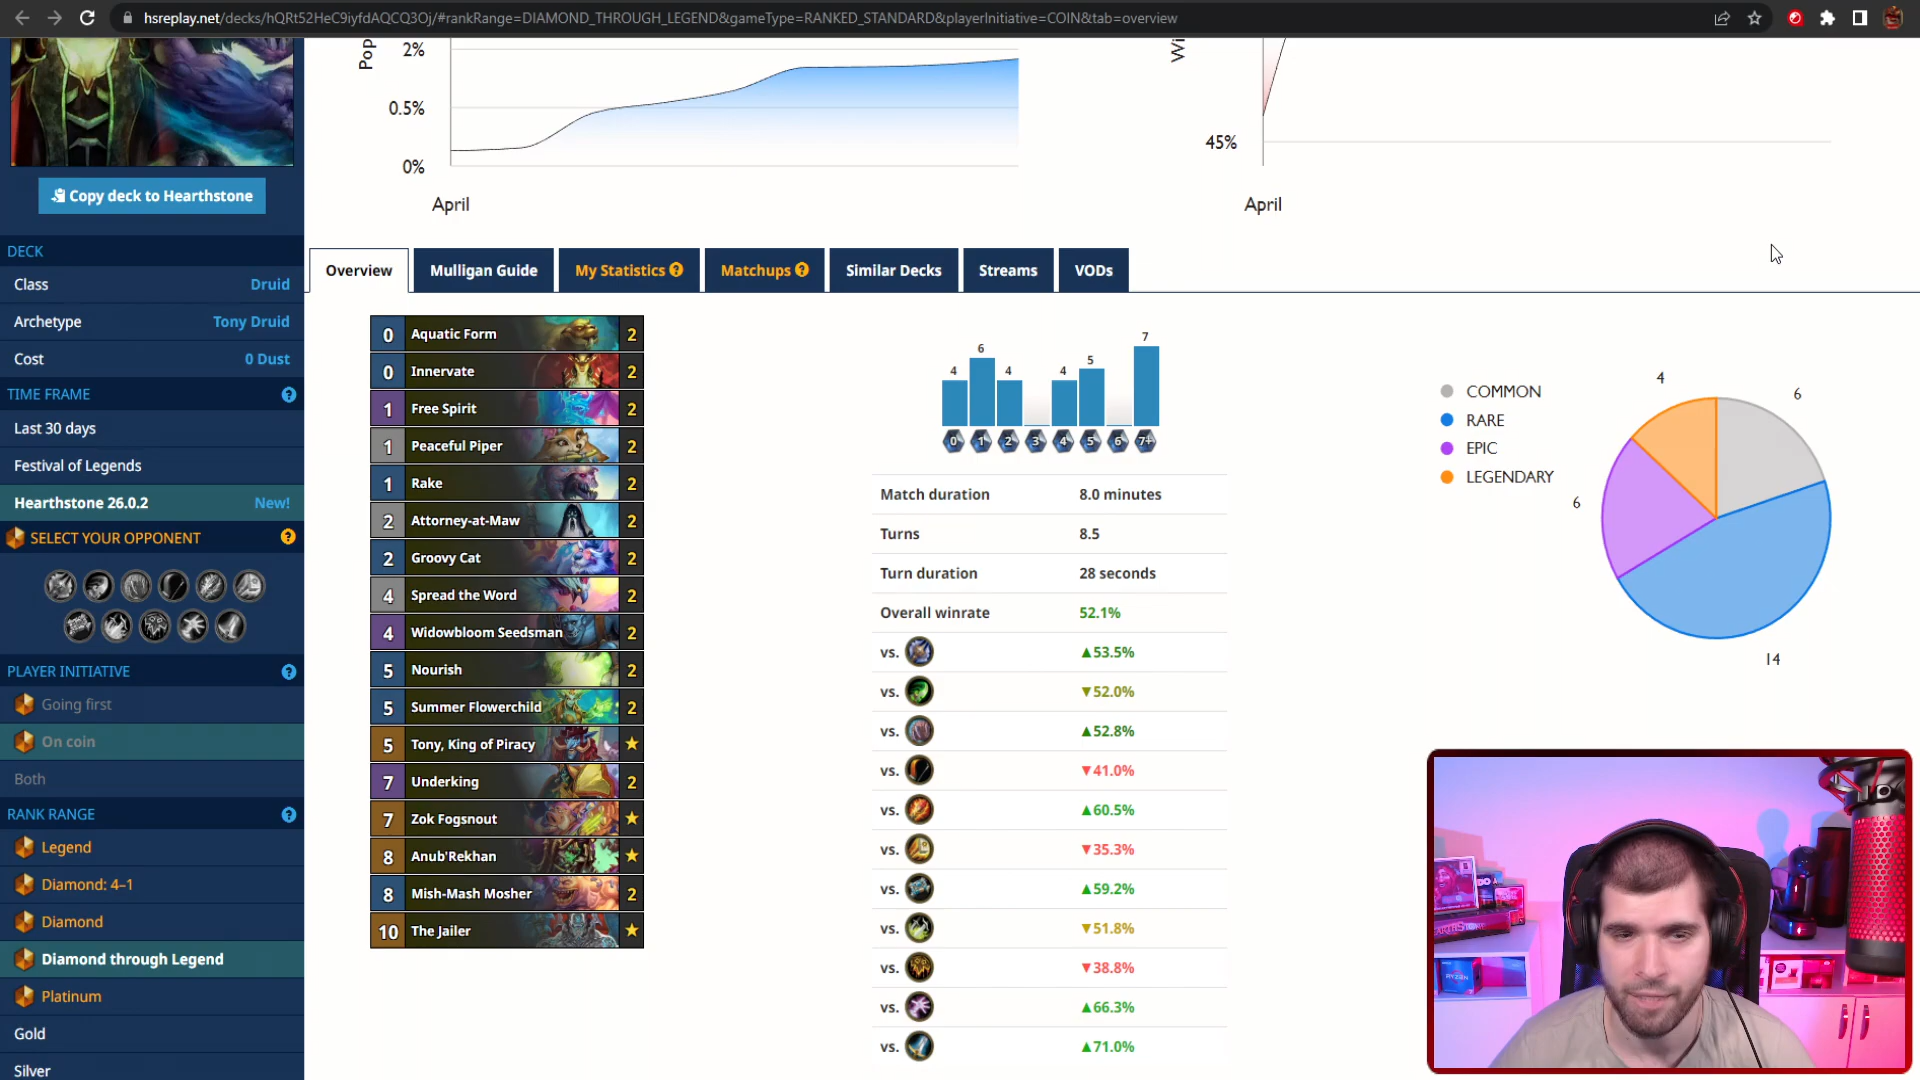 hsreplay.net/decks/hQRt52HeC9iyfdAQCQ3Oj/#rankRange=DIAMOND_THROUGH_LEGEND&gameType=RANKED_STANDARD&playerInitiative=COIN&tab=overview
Pop
2%
0.5%
0%
April
Wi
45%
April
Copy deck to Hearthstone
DECK
Class Druid
Archetype Tony Druid
Cost 0 Dust
TIME FRAME ?
Last 30 days
Festival of Legends
Hearthstone 26.0.2 New!
SELECT YOUR OPPONENT ?
PLAYER INITIATIVE ?
Going first
On coin
Both
RANK RANGE ?
Legend
Diamond: 4–1
Diamond
Diamond through Legend
Platinum
Gold
Silver
Overview
Mulligan Guide
My Statistics ?
Matchups ?
Similar Decks
Streams
VODs
0 Aquatic Form 2
0 Innervate 2
1 Free Spirit 2
1 Peaceful Piper 2
1 Rake 2
2 Attorney-at-Maw 2
2 Groovy Cat 2
4 Spread the Word 2
4 Widowbloom Seedsman 2
5 Nourish 2
5 Summer Flowerchild 2
5 Tony, King of Piracy ★
7 Underking 2
7 Zok Fogsnout ★
8 Anub'Rekhan ★
8 Mish-Mash Mosher 2
10 The Jailer ★
4 6 4 4 5 7
0 1 2 3 4 5 6 7+
Match duration 8.0 minutes
Turns 8.5
Turn duration 28 seconds
Overall winrate 52.1%
vs. ▲53.5%
vs. ▼52.0%
vs. ▲52.8%
vs. ▼41.0%
vs. ▲60.5%
vs. ▼35.3%
vs. ▲59.2%
vs. ▼51.8%
vs. ▼38.8%
vs. ▲66.3%
vs. ▲71.0%
COMMON
RARE
EPIC
LEGENDARY
4
6
6
14
RYZEN